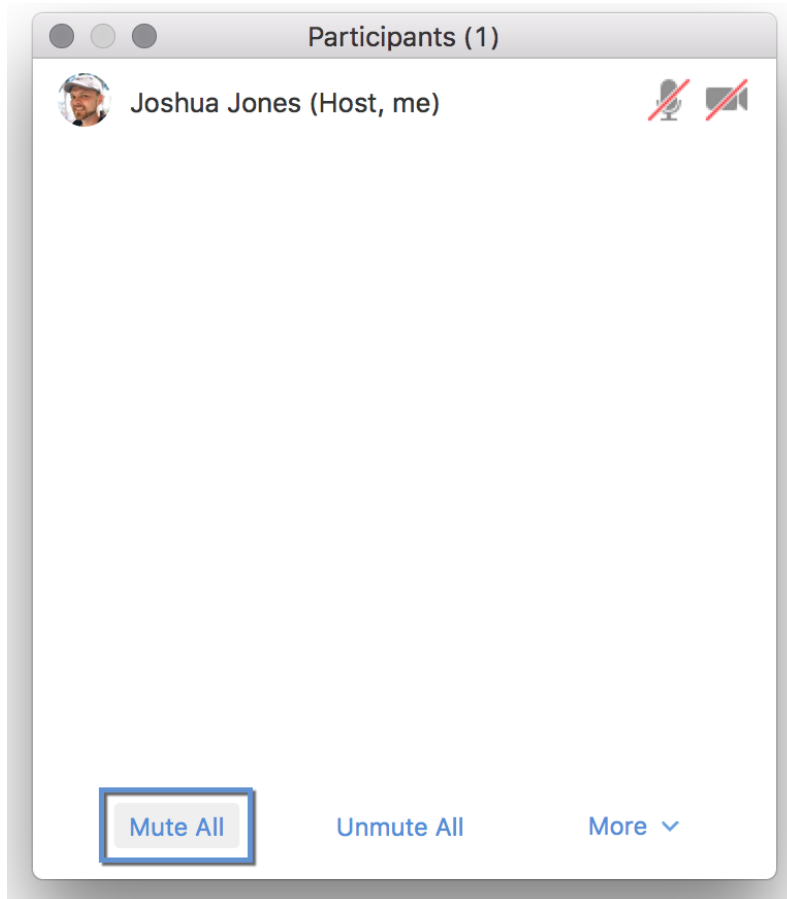 Participants (1)
Joshua Jones (Host, me)
Mute All Unmute All More